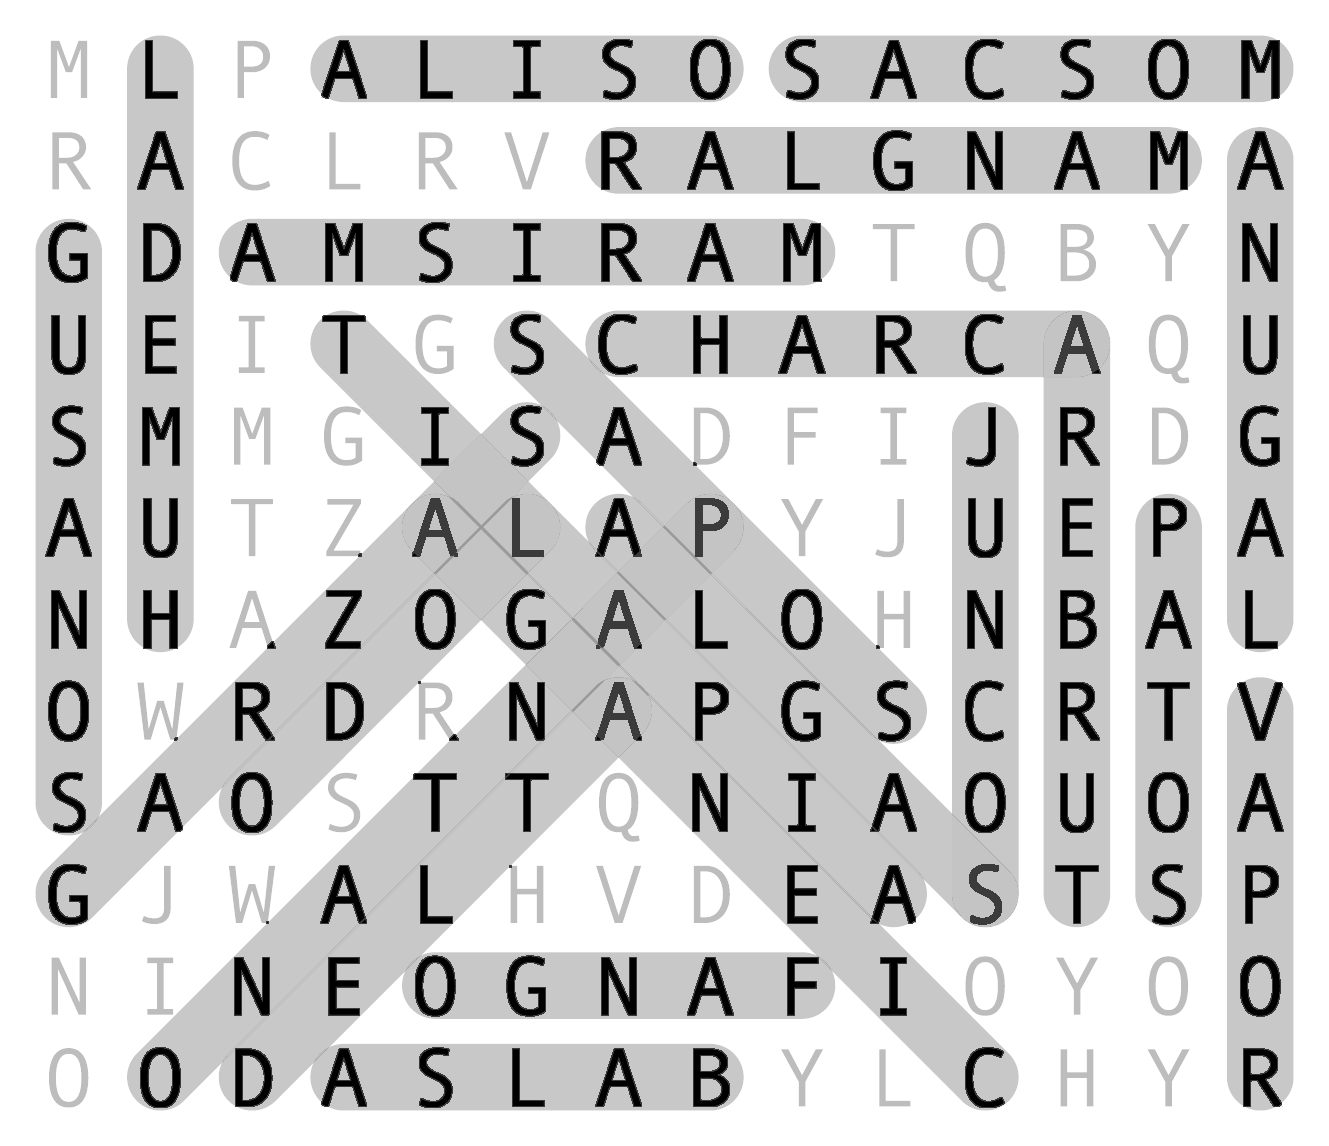 M L P A L I S O S A C S O M
R A C L R V R A L G N A M A
G D A M S I R A M T Q B Y N
U E I T G S C H A R C A Q U
S M M G I S A D F I J R D G
A U T Z A L A P Y J U E P A
N H A Z O G A L O H N B A L
O W R D R N A P G S C R T V
S A O S T T Q N I A O U O A
G J W A L H V D E A S T S P
N I N E O G N A F I O Y O O
O O D A S L A B Y L C H Y R